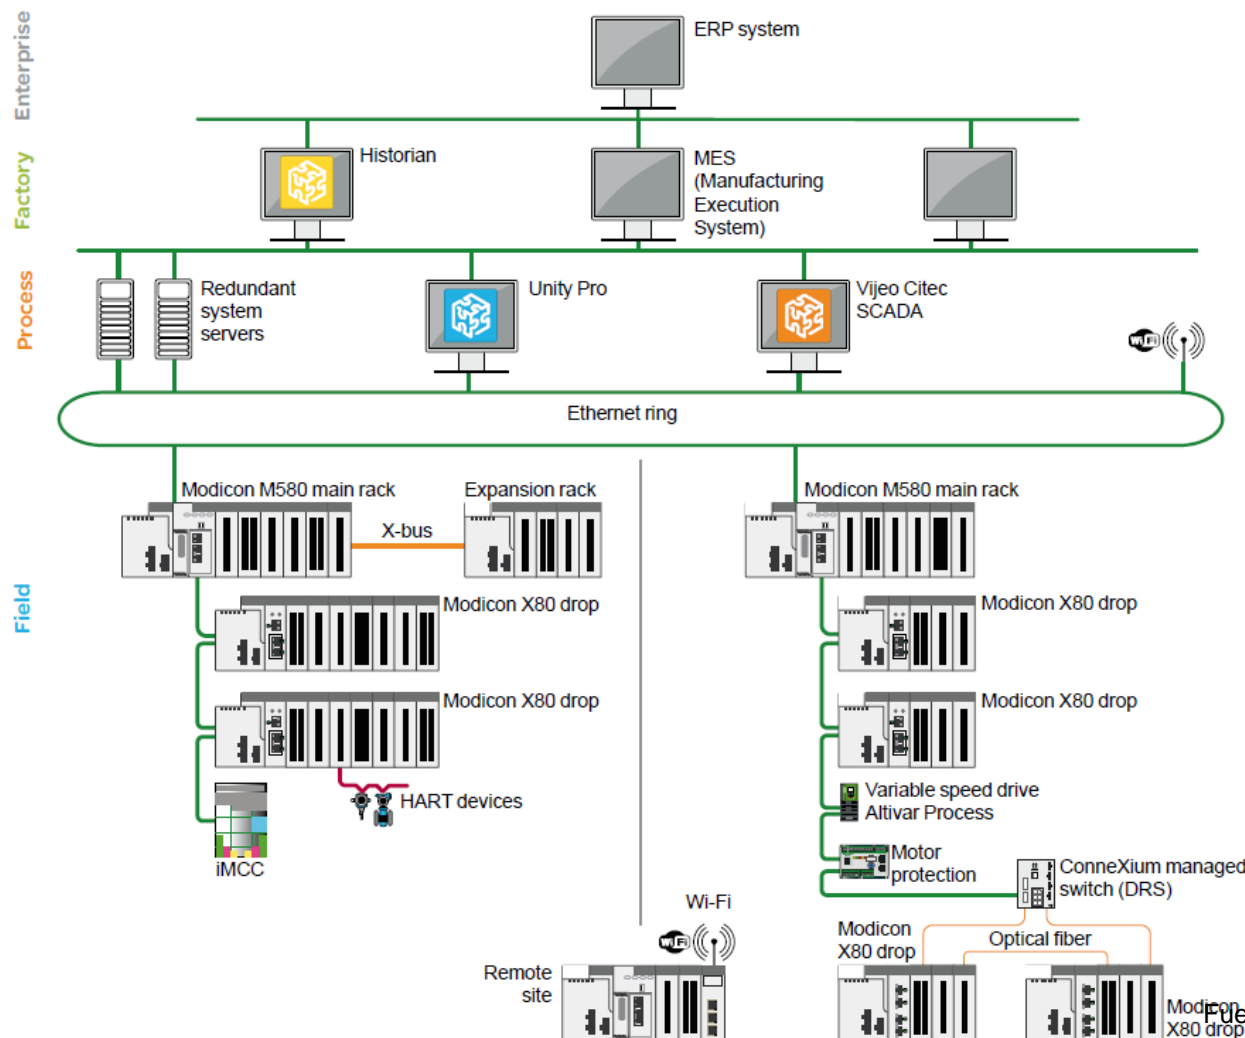 Enterprise
ERP system
Factory
Historian
MES
(Manufacturing
Execution
System)
Process
Redundant
system
servers
Unity Pro
Vijeo Citec
SCADA
WiFi
Ethernet ring
Field
Modicon M580 main rack
Expansion rack
X-bus
Modicon X80 drop
Modicon X80 drop
HART devices
iMCC
Modicon M580 main rack
Modicon X80 drop
Modicon X80 drop
Variable speed drive
Altivar Process
Motor
protection
ConneXium managed
switch (DRS)
Wi-Fi
WiFi
Remote
site
Modicon
X80 drop
Optical fiber
Modicon
X80 drop
Fue